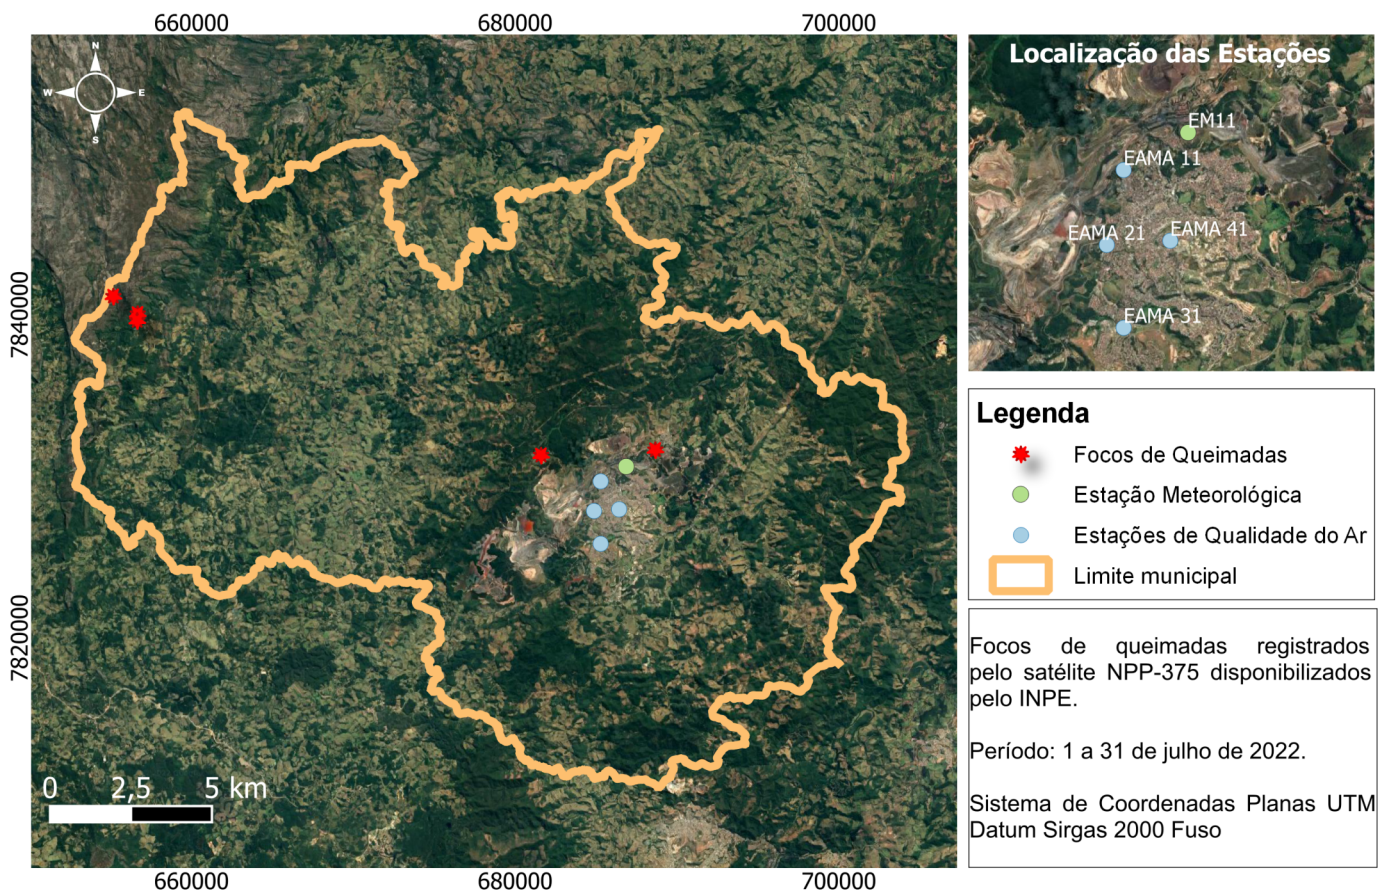 660000 680000 700000
N
W E
S
7840000
7820000
0 2,5 5 km
660000 680000 700000
Localização das Estações
EM11
EAMA 11
EAMA 21 EAMA 41
EAMA 31
Legenda
Focos de Queimadas
Estação Meteorológica
Estações de Qualidade do Ar
Limite municipal
Focos de queimadas registrados
pelo satélite NPP-375 disponibilizados
pelo INPE.
Período: 1 a 31 de julho de 2022.
Sistema de Coordenadas Planas UTM
Datum Sirgas 2000 Fuso